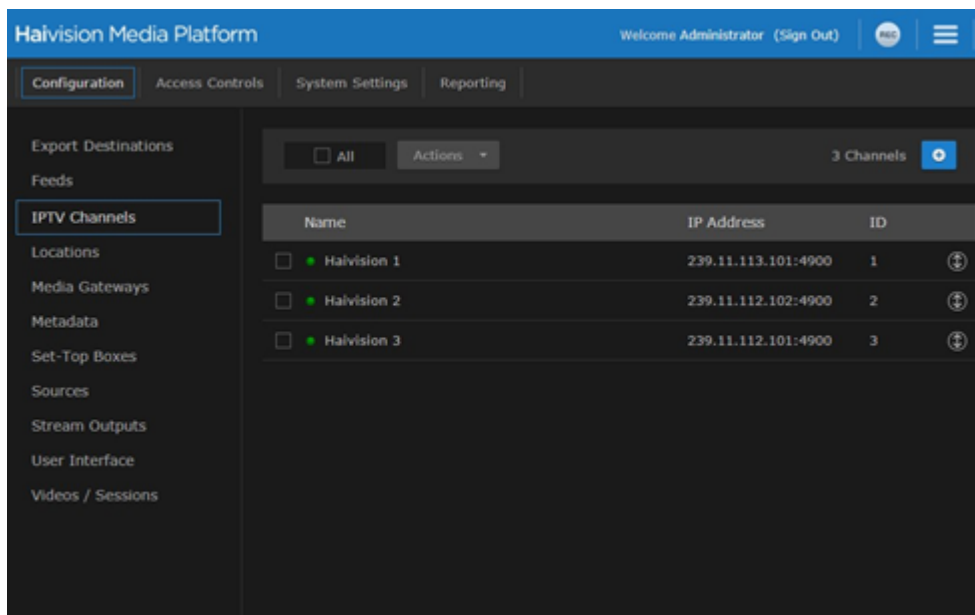 Haivision Media Platform
Welcome Administrator (Sign Out)
REC
Configuration
Access Controls
System Settings
Reporting
Export Destinations
Feeds
IPTV Channels
Locations
Media Gateways
Metadata
Set-Top Boxes
Sources
Stream Outputs
User Interface
Videos / Sessions
All
Actions
3 Channels
Name IP Address ID
Haivision 1 239.11.113.101:4900 1
Haivision 2 239.11.112.102:4900 2
Haivision 3 239.11.112.101:4900 3